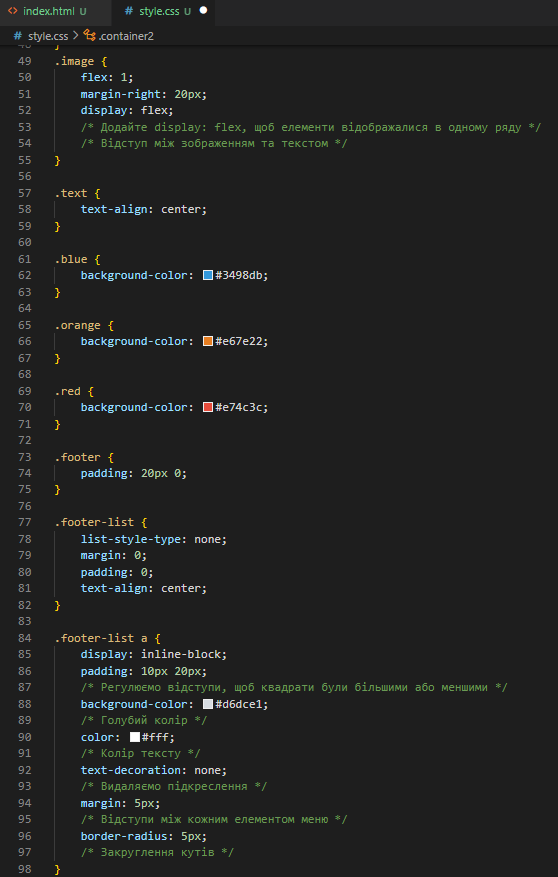 index.html U
style.css U
style.css > .container2
48 }
49 .image {
50 flex: 1;
51 margin-right: 20px;
52 display: flex;
53 /* Додайте display: flex, щоб елементи відображалися в одному ряду */
54 /* Відступ між зображенням та текстом */
55 }
56
57 .text {
58 text-align: center;
59 }
60
61 .blue {
62 background-color: #3498db;
63 }
64
65 .orange {
66 background-color: #e67e22;
67 }
68
69 .red {
70 background-color: #e74c3c;
71 }
72
73 .footer {
74 padding: 20px 0;
75 }
76
77 .footer-list {
78 list-style-type: none;
79 margin: 0;
80 padding: 0;
81 text-align: center;
82 }
83
84 .footer-list a {
85 display: inline-block;
86 padding: 10px 20px;
87 /* Регулюємо відступи, щоб квадрати були більшими або меншими */
88 background-color: #d6dce1;
89 /* Голубий колір */
90 color: #fff;
91 /* Колір тексту */
92 text-decoration: none;
93 /* Видаляємо підкреслення */
94 margin: 5px;
95 /* Відступи між кожним елементом меню */
96 border-radius: 5px;
97 /* Закруглення кутів */
98 }